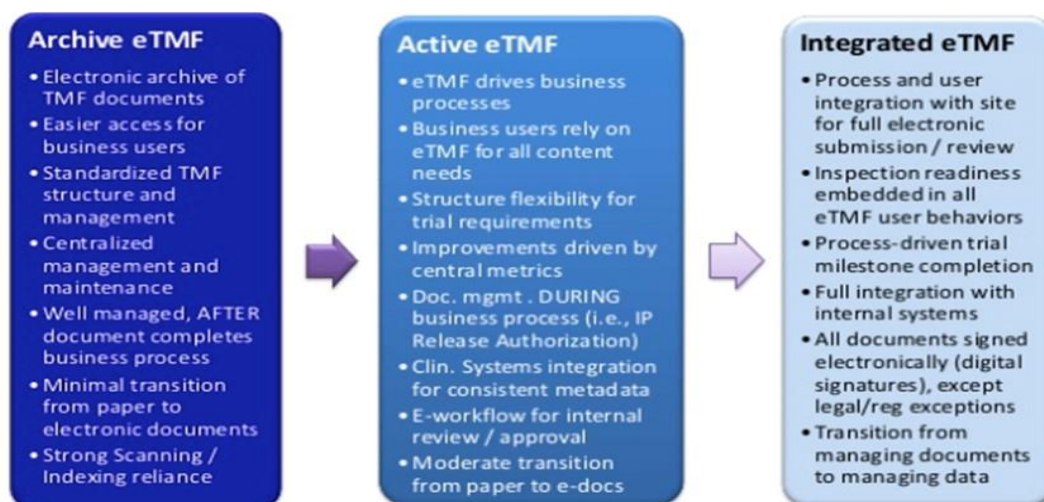 Archive eTMF
• Electronic archive of
TMF documents
• Easier access for
business users
• Standardized TMF
structure and
management
• Centralized
management and
maintenance
• Well managed, AFTER
document completes
business process
• Minimal transition
from paper to
electronic documents
• Strong Scanning /
Indexing reliance
Active eTMF
• eTMF drives business
processes
• Business users rely on
eTMF for all content
needs
• Structure flexibility for
trial requirements
• Improvements driven by
central metrics
• Doc. mgmt . DURING
business process (i.e., IP
Release Authorization)
• Clin. Systems integration
for consistent metadata
• E-workflow for internal
review / approval
• Moderate transition
from paper to e-docs
Integrated eTMF
• Process and user
integration with site
for full electronic
submission / review
• Inspection readiness
embedded in all
eTMF user behaviors
• Process-driven trial
milestone completion
• Full integration with
internal systems
• All documents signed
electronically (digital
signatures), except
legal/reg exceptions
• Transition from
managing documents
to managing data